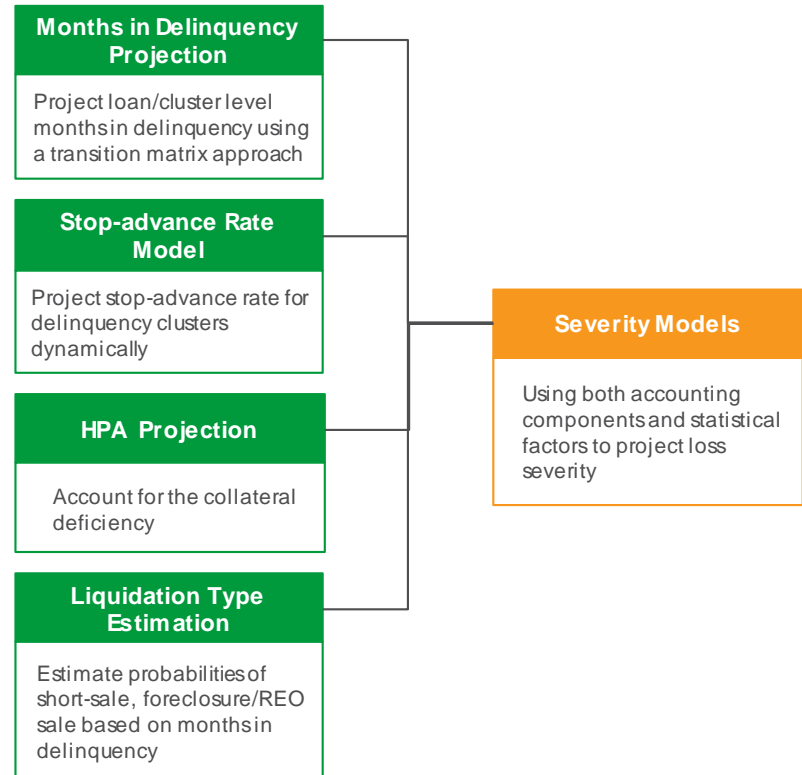 Months in Delinquency
Projection
Project loan/cluster level
months in delinquency using
a transition matrix approach
Stop-advance Rate
Model
Project stop-advance rate for
delinquency clusters
dynamically
HPA Projection
Account for the collateral
deficiency
Liquidation Type
Estimation
Estimate probabilities of
short-sale, foreclosure/REO
sale based on months in
delinquency
Severity Models
Using both accounting
components and statistical
factors to project loss
severity